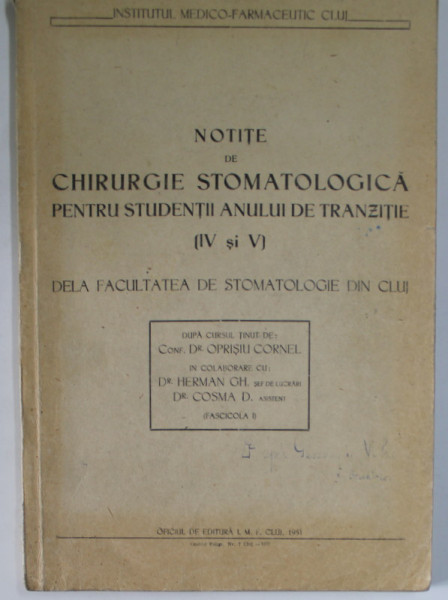 INSTITUTUL MEDICO-FARMACEUTIC CLUJ
NOTIȚE
DE
CHIRURGIE STOMATOLOGICĂ
PENTRU STUDENȚII ANULUI DE TRANZIȚIE
(IV și V)
DELA FACULTATEA DE STOMATOLOGIE DIN CLUJ
DUPĂ CURSUL ȚINUT DE:
CONF. DR. OPRIȘIU CORNEL
IN COLABORARE CU:
DR HERMAN GH. ȘEF DE LUCRĂRI
DR. COSMA D. ASISTENT
(FASCICOLA I)
OFICIUL DE EDITURĂ I. M. F. CLUJ, 1951